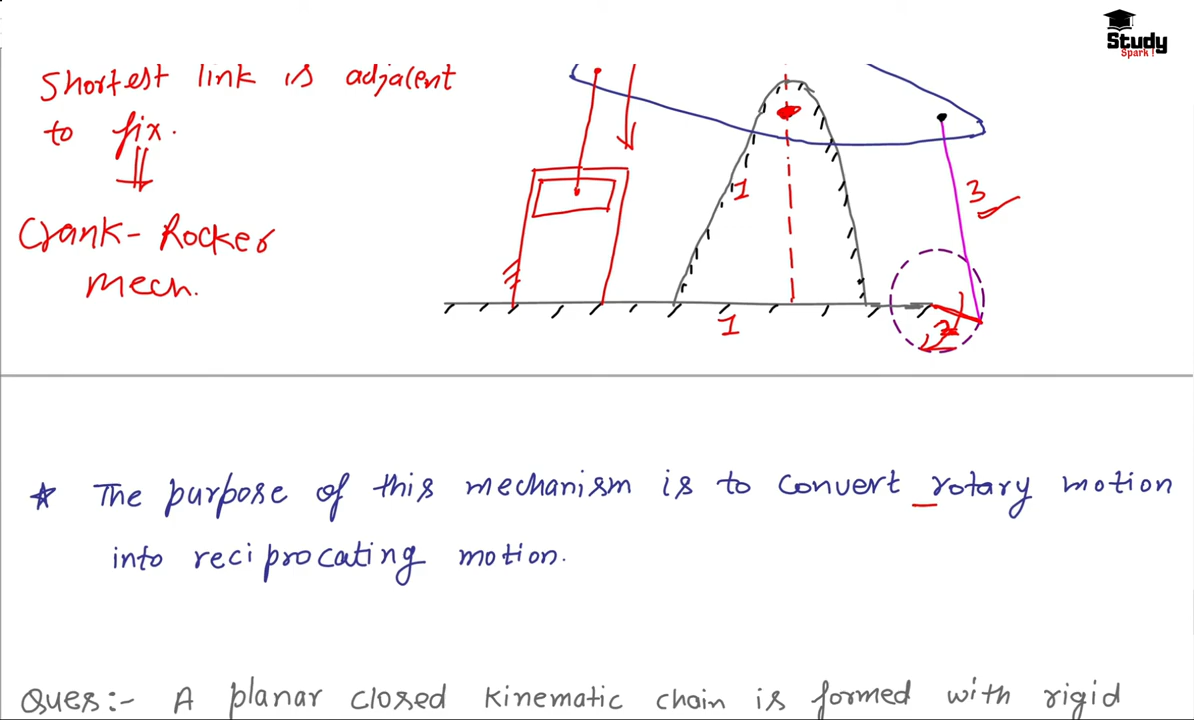 Study
Spark!
Shortest link is adjacent
to fix.
Crank-Rocker
Mech.
1
3
1
2
* The purpose of this mechanism is to convert rotary motion
into reciprocating motion.
Ques:- A planar closed kinematic chain is formed with rigid